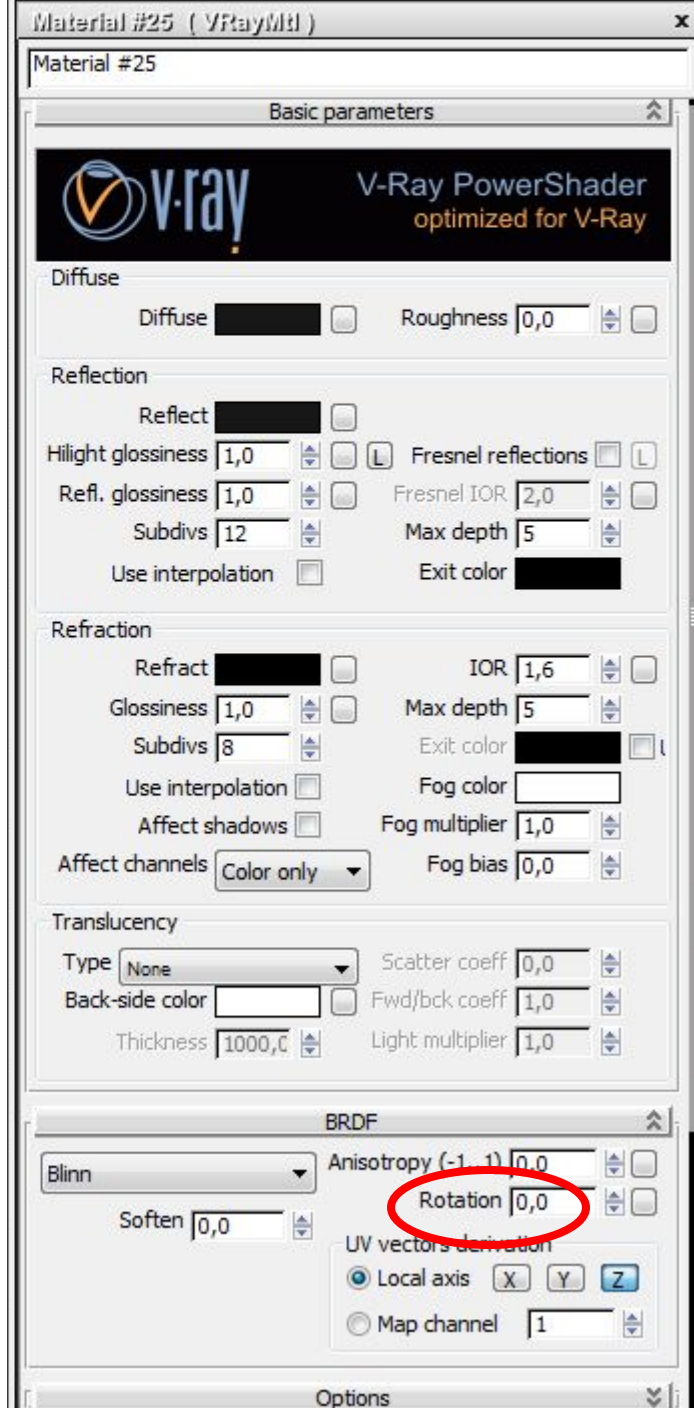 Material #25 ( VRayMtl ) x
Material #25
Basic parameters
v·ray V-Ray PowerShader
optimized for V-Ray
Diffuse
Diffuse Roughness 0,0
Reflection
Reflect
Hilight glossiness 1,0 L Fresnel reflections L
Refl. glossiness 1,0 Fresnel IOR 2,0
Subdivs 12 Max depth 5
Use interpolation Exit color
Refraction
Refract IOR 1,6
Glossiness 1,0 Max depth 5
Subdivs 8 Exit color
Use interpolation Fog color
Affect shadows Fog multiplier 1,0
Affect channels Color only Fog bias 0,0
Translucency
Type None Scatter coeff 0,0
Back-side color Fwd/bck coeff 1,0
Thickness 1000,0 Light multiplier 1,0
BRDF
Blinn Anisotropy (-1..1) 0,0
Rotation 0,0
Soften 0,0
UV vectors derivation
Local axis X Y Z
Map channel 1
Options